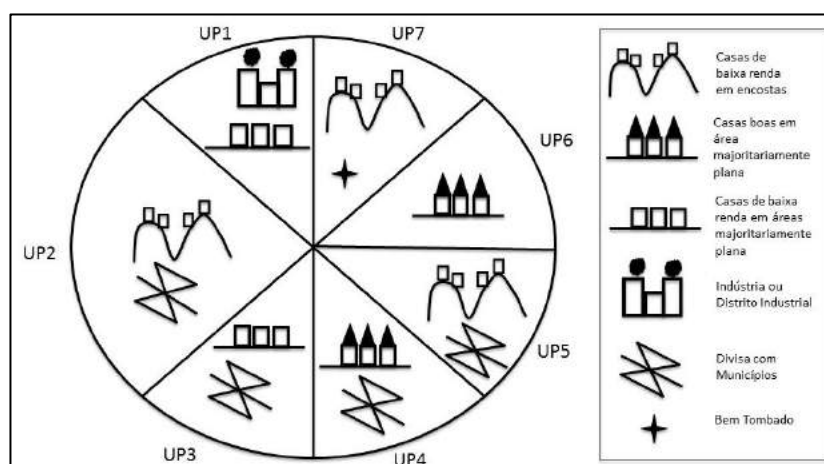 UP1
UP7
UP6
UP2
UP5
UP3
UP4
Casas de
baixa renda
em encostas
Casas boas em
área
majoritariamente
plana
Casas de baixa
renda em áreas
majoritariamente
plana
Indústria ou
Distrito Industrial
Divisa com
Municípios
Bem Tombado